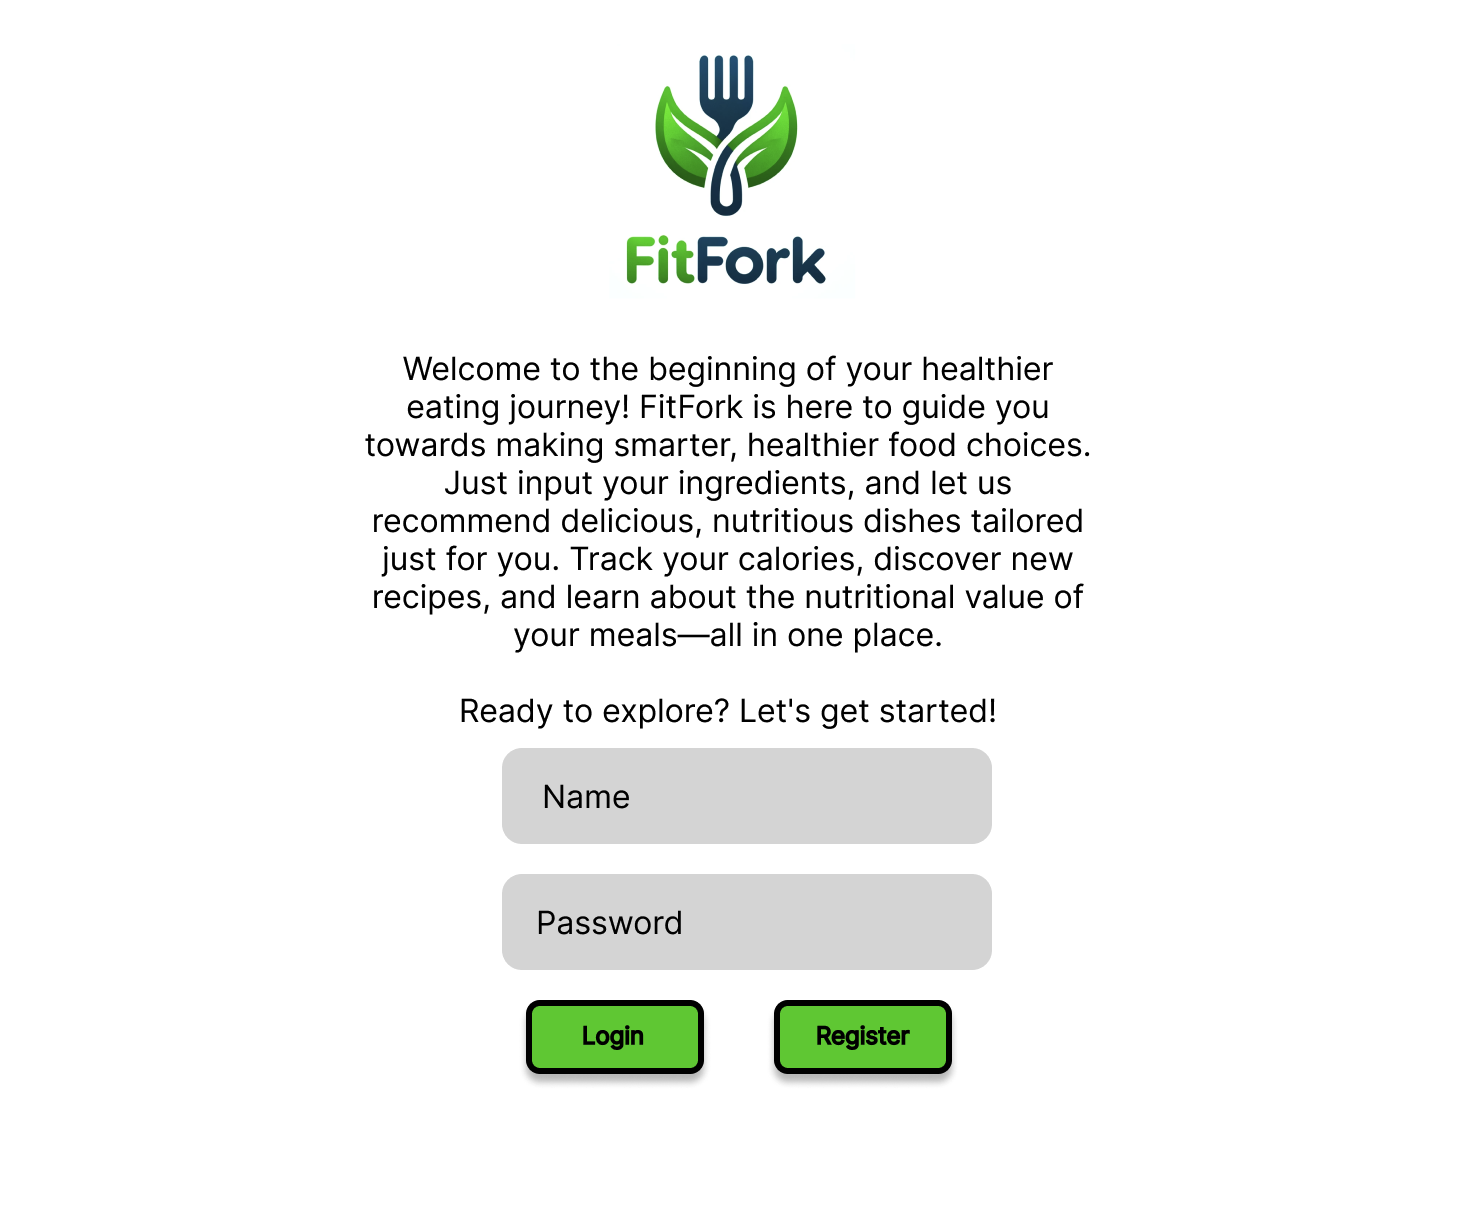 FitFork
Welcome to the beginning of your healthier
eating journey! FitFork is here to guide you
towards making smarter, healthier food choices.
Just input your ingredients, and let us
recommend delicious, nutritious dishes tailored
just for you. Track your calories, discover new
recipes, and learn about the nutritional value of
your meals—all in one place.
Ready to explore? Let's get started!
Name
Password
Login
Register